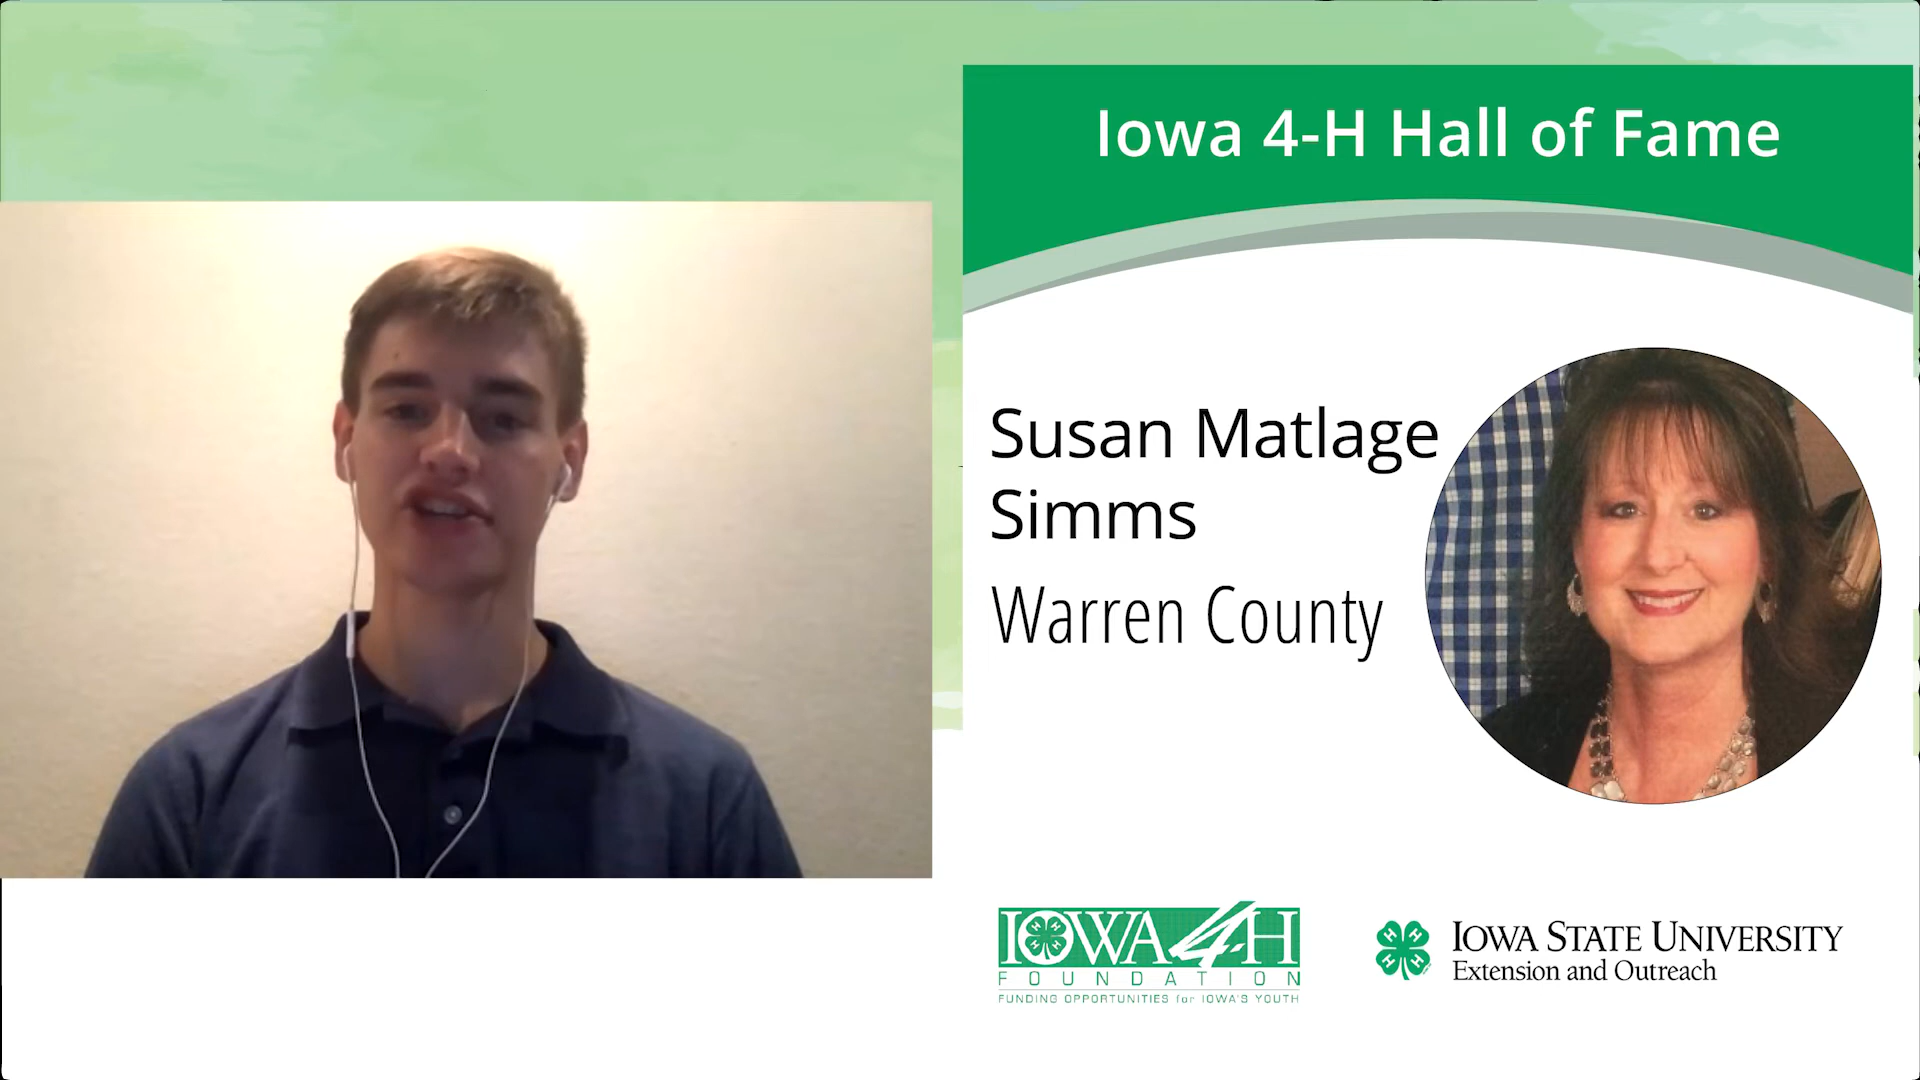 Iowa 4-H Hall of Fame
Susan Matlage
Simms
Warren County
IOWA 4-H
FOUNDATION
FUNDING OPPORTUNITIES for IOWA'S YOUTH
H H H H
IOWA STATE UNIVERSITY
Extension and Outreach